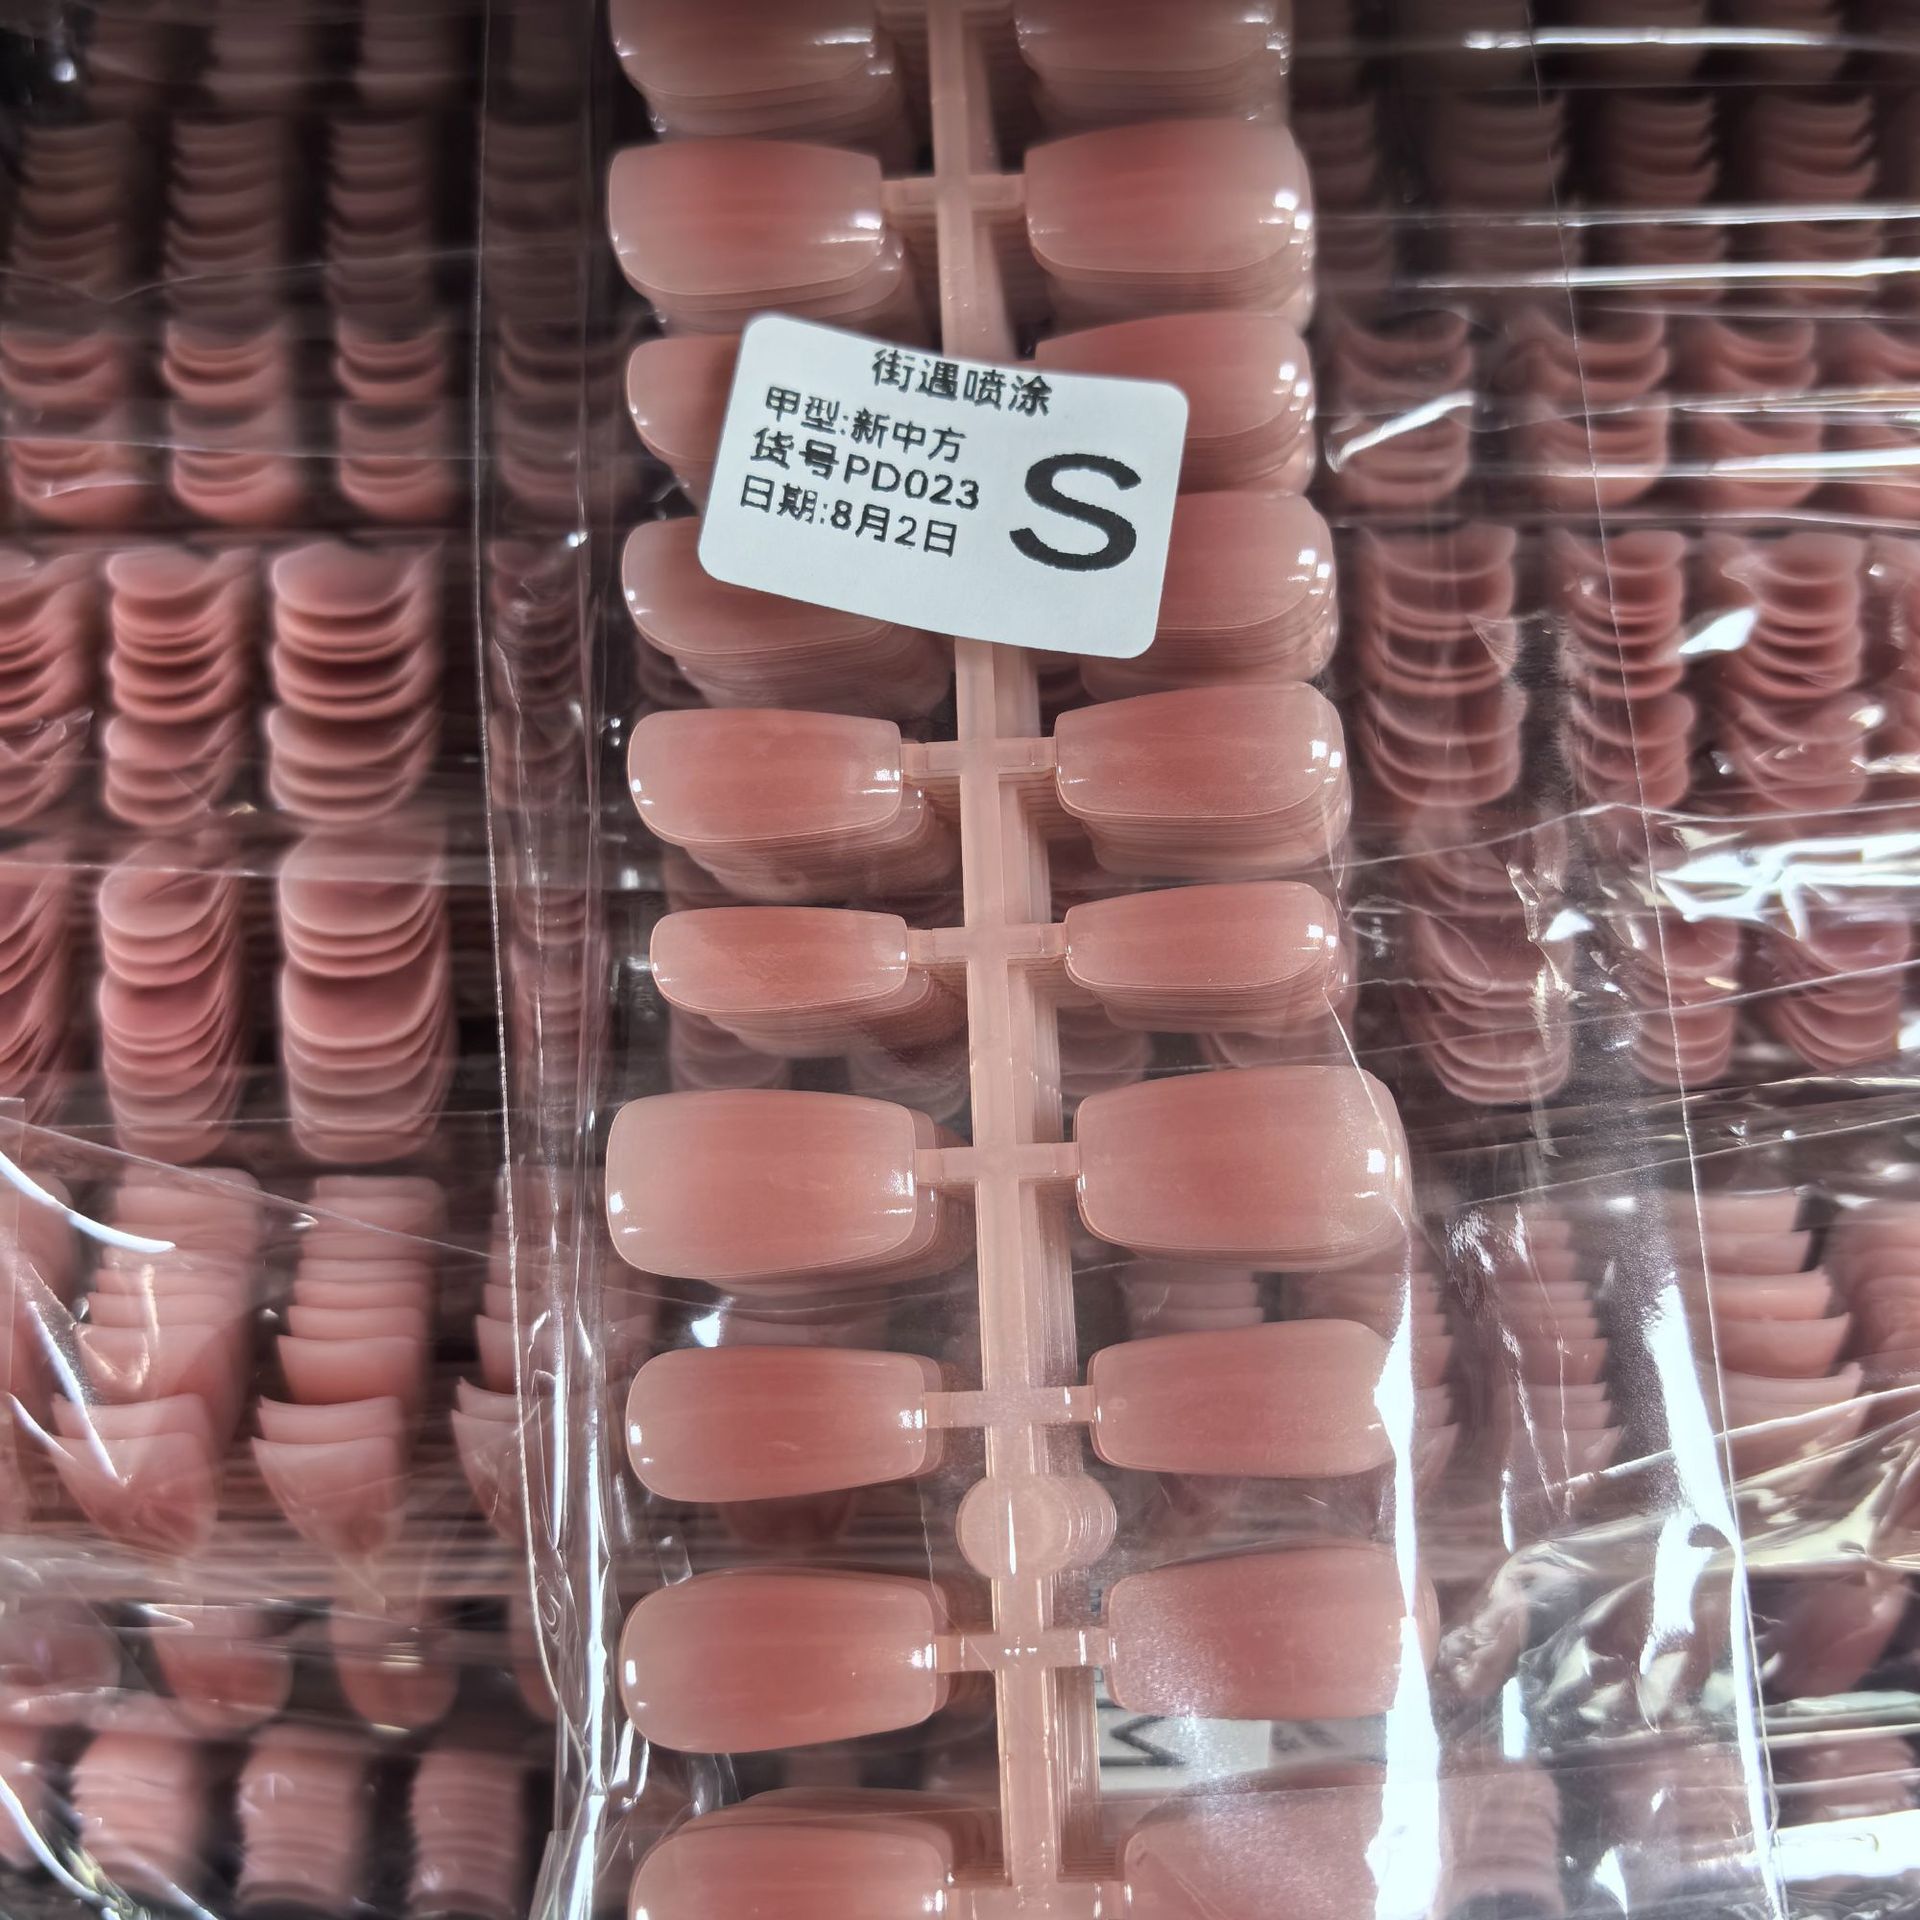 街遇喷涂
甲型:新中方
货号PD023
日期:8月2日
S